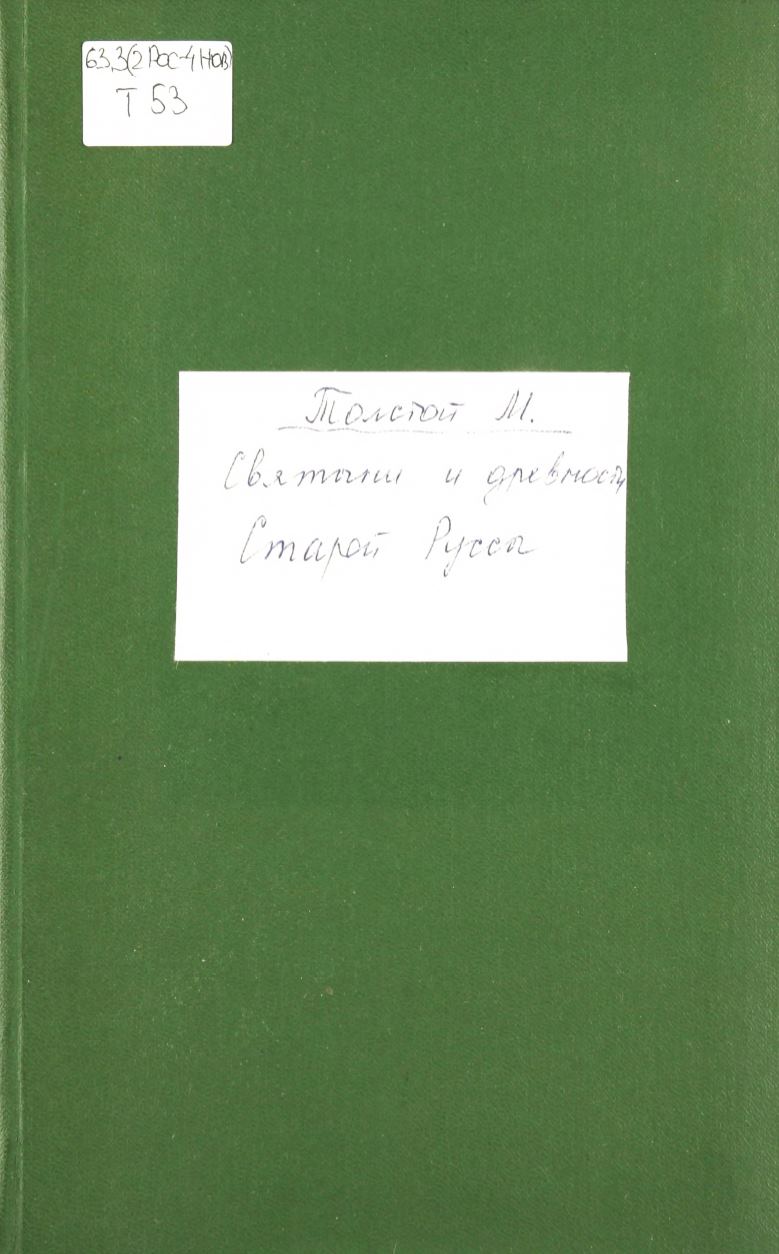 63.3(2Рос-4Нов)
Т 53
Толстой М.
Святыни и древности
Старой Руссы